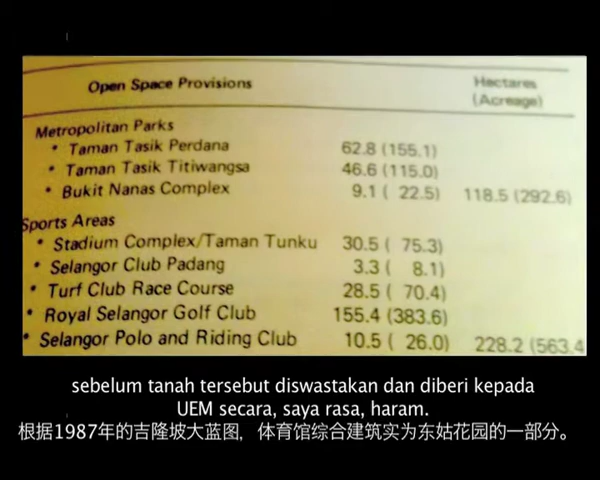 Open Space Provisions Hectares
(Acreage)
Metropolitan Parks
• Taman Tasik Perdana 62.8 (155.1)
• Taman Tasik Titiwangsa 46.6 (115.0)
• Bukit Nanas Complex 9.1 ( 22.5) 118.5 (292.6)
Sports Areas
• Stadium Complex/Taman Tunku 30.5 ( 75.3)
• Selangor Club Padang 3.3 ( 8.1)
• Turf Club Race Course 28.5 ( 70.4)
• Royal Selangor Golf Club 155.4 (383.6)
• Selangor Polo and Riding Club 10.5 ( 26.0) 228.2 (563.4
sebelum tanah tersebut diswastakan dan diberi kepada
UEM secara, saya rasa, haram.
根据1987年的吉隆坡大蓝图，体育馆综合建筑实为东姑花园的一部分。